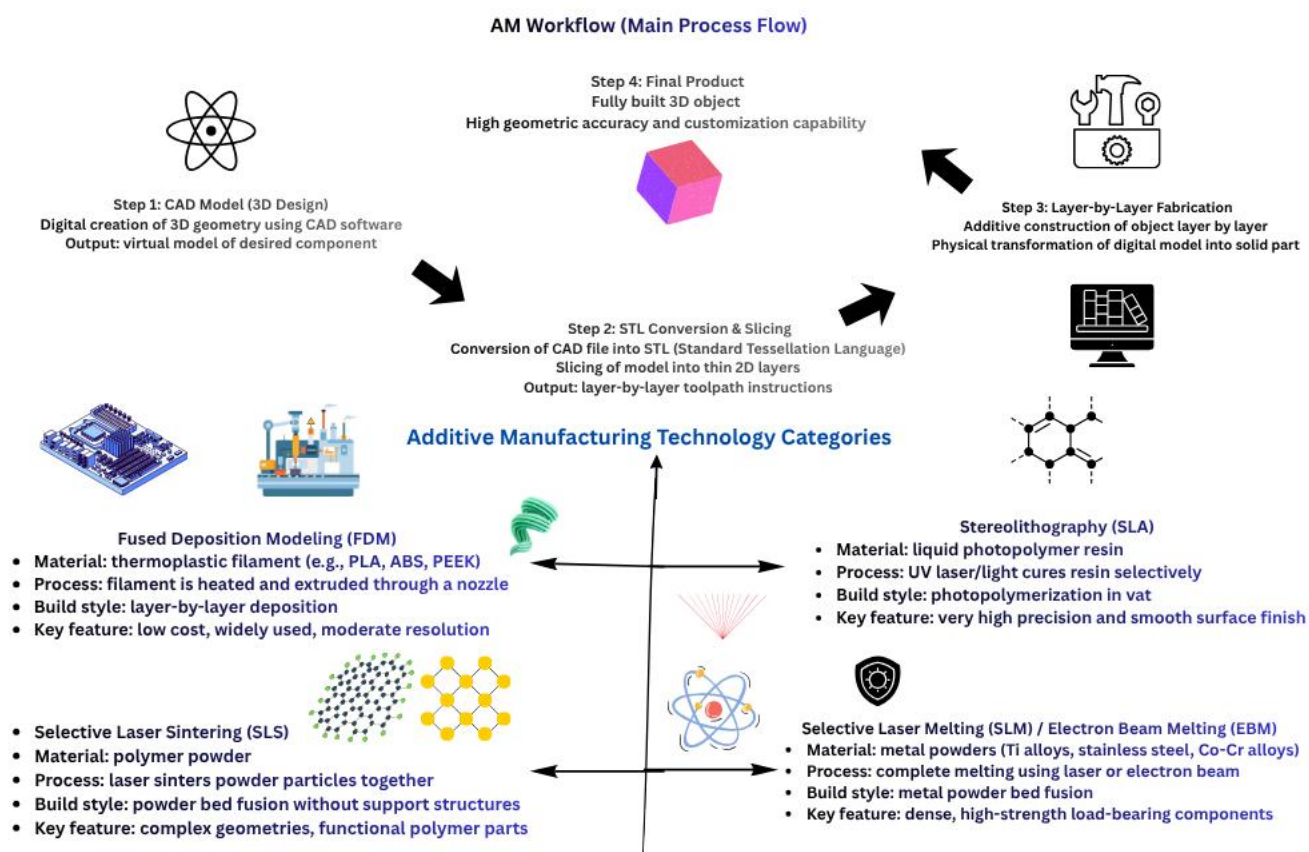 AM Workflow (Main Process Flow)
Step 1: CAD Model (3D Design)
Digital creation of 3D geometry using CAD software
Output: virtual model of desired component
Step 2: STL Conversion & Slicing
Conversion of CAD file into STL (Standard Tessellation Language)
Slicing of model into thin 2D layers
Output: layer-by-layer toolpath instructions
Step 3: Layer-by-Layer Fabrication
Additive construction of object layer by layer
Physical transformation of digital model into solid part
Step 4: Final Product
Fully built 3D object
High geometric accuracy and customization capability
Additive Manufacturing Technology Categories
Fused Deposition Modeling (FDM)
• Material: thermoplastic filament (e.g., PLA, ABS, PEEK)
• Process: filament is heated and extruded through a nozzle
• Build style: layer-by-layer deposition
• Key feature: low cost, widely used, moderate resolution
Stereolithography (SLA)
• Material: liquid photopolymer resin
• Process: UV laser/light cures resin selectively
• Build style: photopolymerization in vat
• Key feature: very high precision and smooth surface finish
• Selective Laser Sintering (SLS)
• Material: polymer powder
• Process: laser sinters powder particles together
• Build style: powder bed fusion without support structures
• Key feature: complex geometries, functional polymer parts
Selective Laser Melting (SLM) / Electron Beam Melting (EBM)
• Material: metal powders (Ti alloys, stainless steel, Co-Cr alloys)
• Process: complete melting using laser or electron beam
• Build style: metal powder bed fusion
• Key feature: dense, high-strength load-bearing components